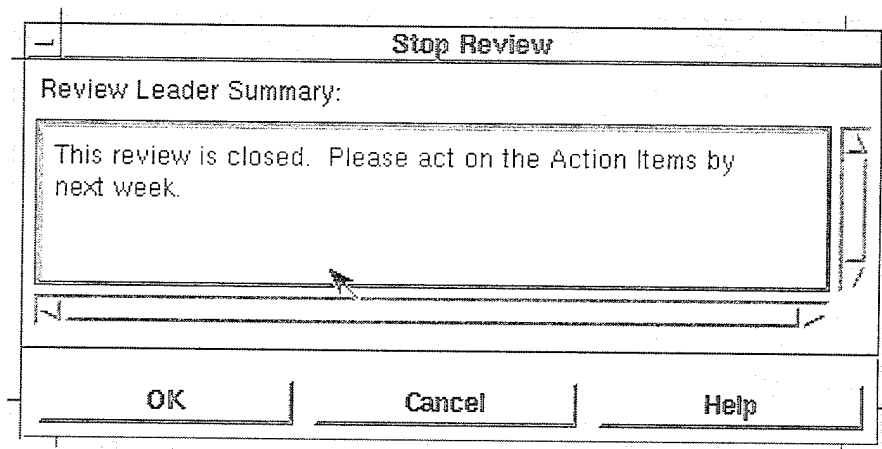 Stop Review
Review Leader Summary:
This review is closed. Please act on the Action Items by
next week.
OK Cancel Help